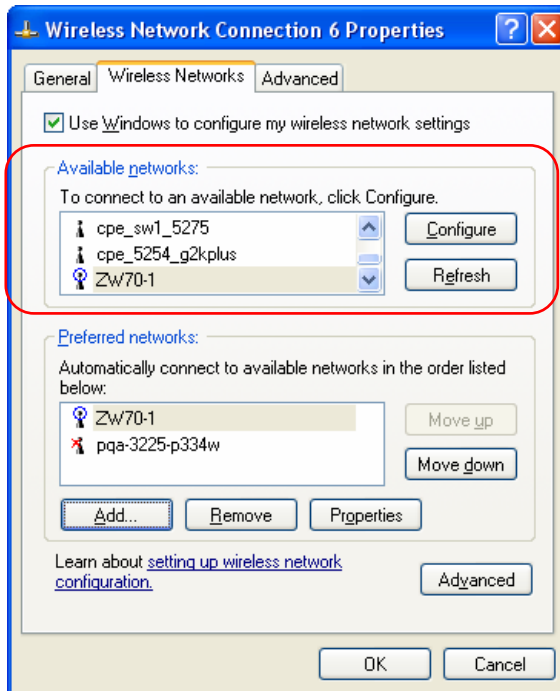 Wireless Network Connection 6 Properties
General Wireless Networks Advanced
Use Windows to configure my wireless network settings
Available networks:
To connect to an available network, click Configure.
cpe_sw1_5275
cpe_5254_g2kplus
ZW70-1
Configure
Refresh
Preferred networks:
Automatically connect to available networks in the order listed
below:
ZW70-1
pqa-3225-p334w
Move up
Move down
Add... Remove Properties
Learn about setting up wireless network
configuration.
Advanced
OK Cancel